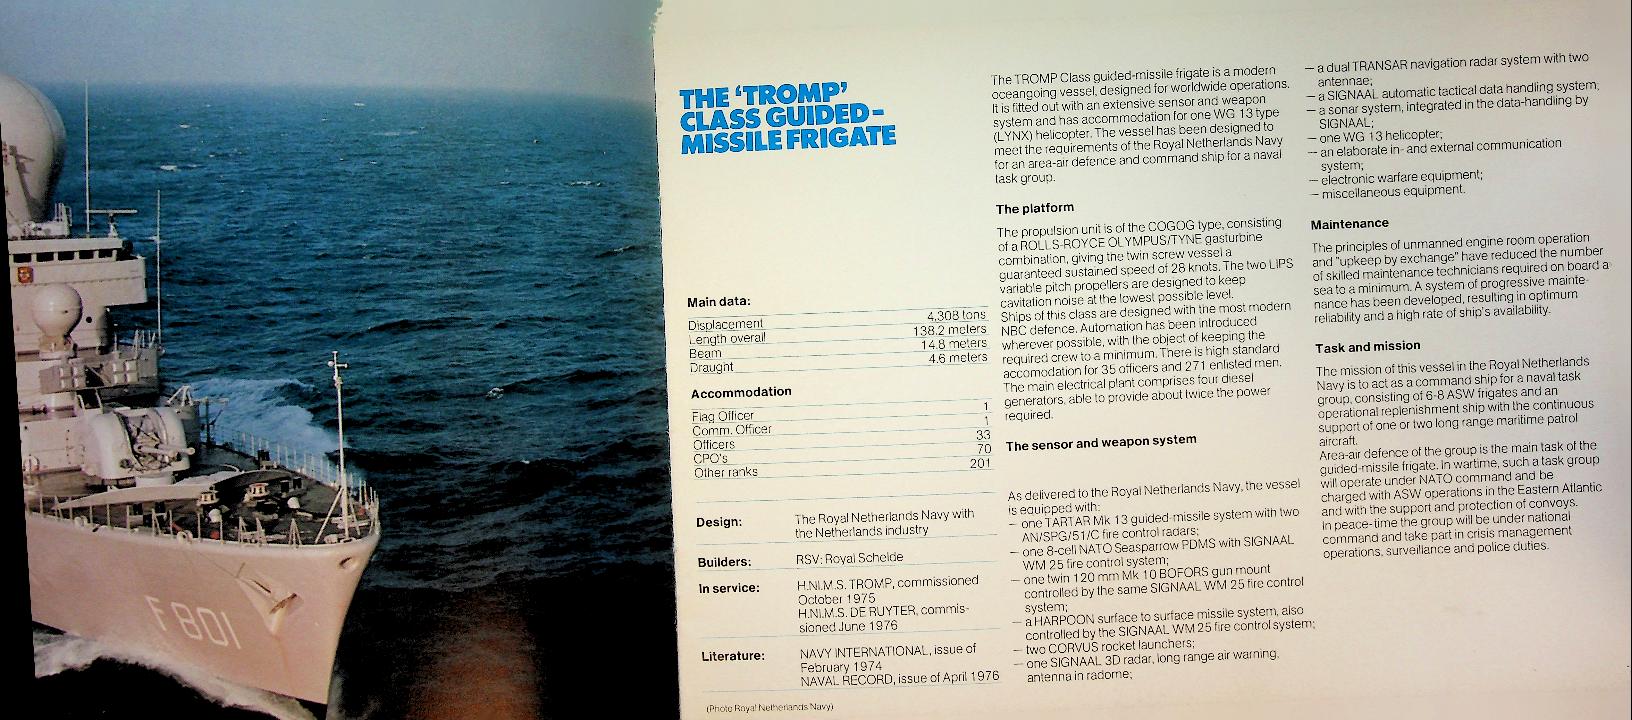 F 801
THE 'TROMP'
CLASS GUIDED-
MISSILE FRIGATE
Main data:
Displacement 4,308 tons
Length overall 138.2 meters
Beam 14.8 meters
Draught 4.6 meters
Accommodation
Flag Officer 1
Comm. Officer 1
Officers 33
CPO's 70
Other ranks 201
Design: The Royal Netherlands Navy with
the Netherlands industry
Builders: RSV: Royal Schelde
In service: H.Nl.M.S. TROMP, commissioned
October 1975
H.Nl.M.S. DE RUYTER, commis-
sioned June 1976
Literature: NAVY INTERNATIONAL, issue of
February 1974
NAVAL RECORD, issue of April 1976
(Photo Royal Netherlands Navy)
The TROMP Class guided-missile frigate is a modern
oceangoing vessel, designed for worldwide operations.
It is fitted out with an extensive sensor and weapon
system and has accommodation for one WG 13 type
(LYNX) helicopter. The vessel has been designed to
meet the requirements of the Royal Netherlands Navy
for an area-air defence and command ship for a naval
task group.
The platform
The propulsion unit is of the COGOG type, consisting
of a ROLLS-ROYCE OLYMPUS/TYNE gasturbine
combination, giving the twin screw vessel a
guaranteed sustained speed of 28 knots. The two LIPS
variable pitch propellers are designed to keep
cavitation noise at the lowest possible level.
Ships of this class are designed with the most modern
NBC defence. Automation has been introduced
wherever possible, with the object of keeping the
required crew to a minimum. There is high standard
accomodation for 35 officers and 271 enlisted men.
The main electrical plant comprises four diesel
generators, able to provide about twice the power
required.
The sensor and weapon system
As delivered to the Royal Netherlands Navy, the vessel
is equipped with:
— one TARTAR Mk 13 guided-missile system with two
AN/SPG/51/C fire control radars;
— one 8-cell NATO Seasparrow PDMS with SIGNAAL
WM 25 fire control system;
— one twin 120 mm Mk 10 BOFORS gun mount
controlled by the same SIGNAAL WM 25 fire control
system;
— a HARPOON surface to surface missile system, also
controlled by the SIGNAAL WM 25 fire control system;
— two CORVUS rocket launchers;
— one SIGNAAL 3D radar, long range air warning,
antenna in radome;
— a dual TRANSAR navigation radar system with two
antennae;
— a SIGNAAL automatic tactical data handling system;
— a sonar system, integrated in the data-handling by
SIGNAAL;
— one WG 13 helicopter;
— an elaborate in- and external communication
system;
— electronic warfare equipment;
— miscellaneous equipment.
Maintenance
The principles of unmanned engine room operation
and "upkeep by exchange" have reduced the number
of skilled maintenance technicians required on board at
sea to a minimum. A system of progressive mainte-
nance has been developed, resulting in optimum
reliability and a high rate of ship's availability.
Task and mission
The mission of this vessel in the Royal Netherlands
Navy is to act as a command ship for a naval task
group, consisting of 6-8 ASW frigates and an
operational replenishment ship with the continuous
support of one or two long range maritime patrol
aircraft.
Area-air defence of the group is the main task of the
guided-missile frigate. In wartime, such a task group
will operate under NATO command and be
charged with ASW operations in the Eastern Atlantic
and with the support and protection of convoys.
In peace-time the group will be under national
command and take part in crisis management
operations, surveillance and police duties.